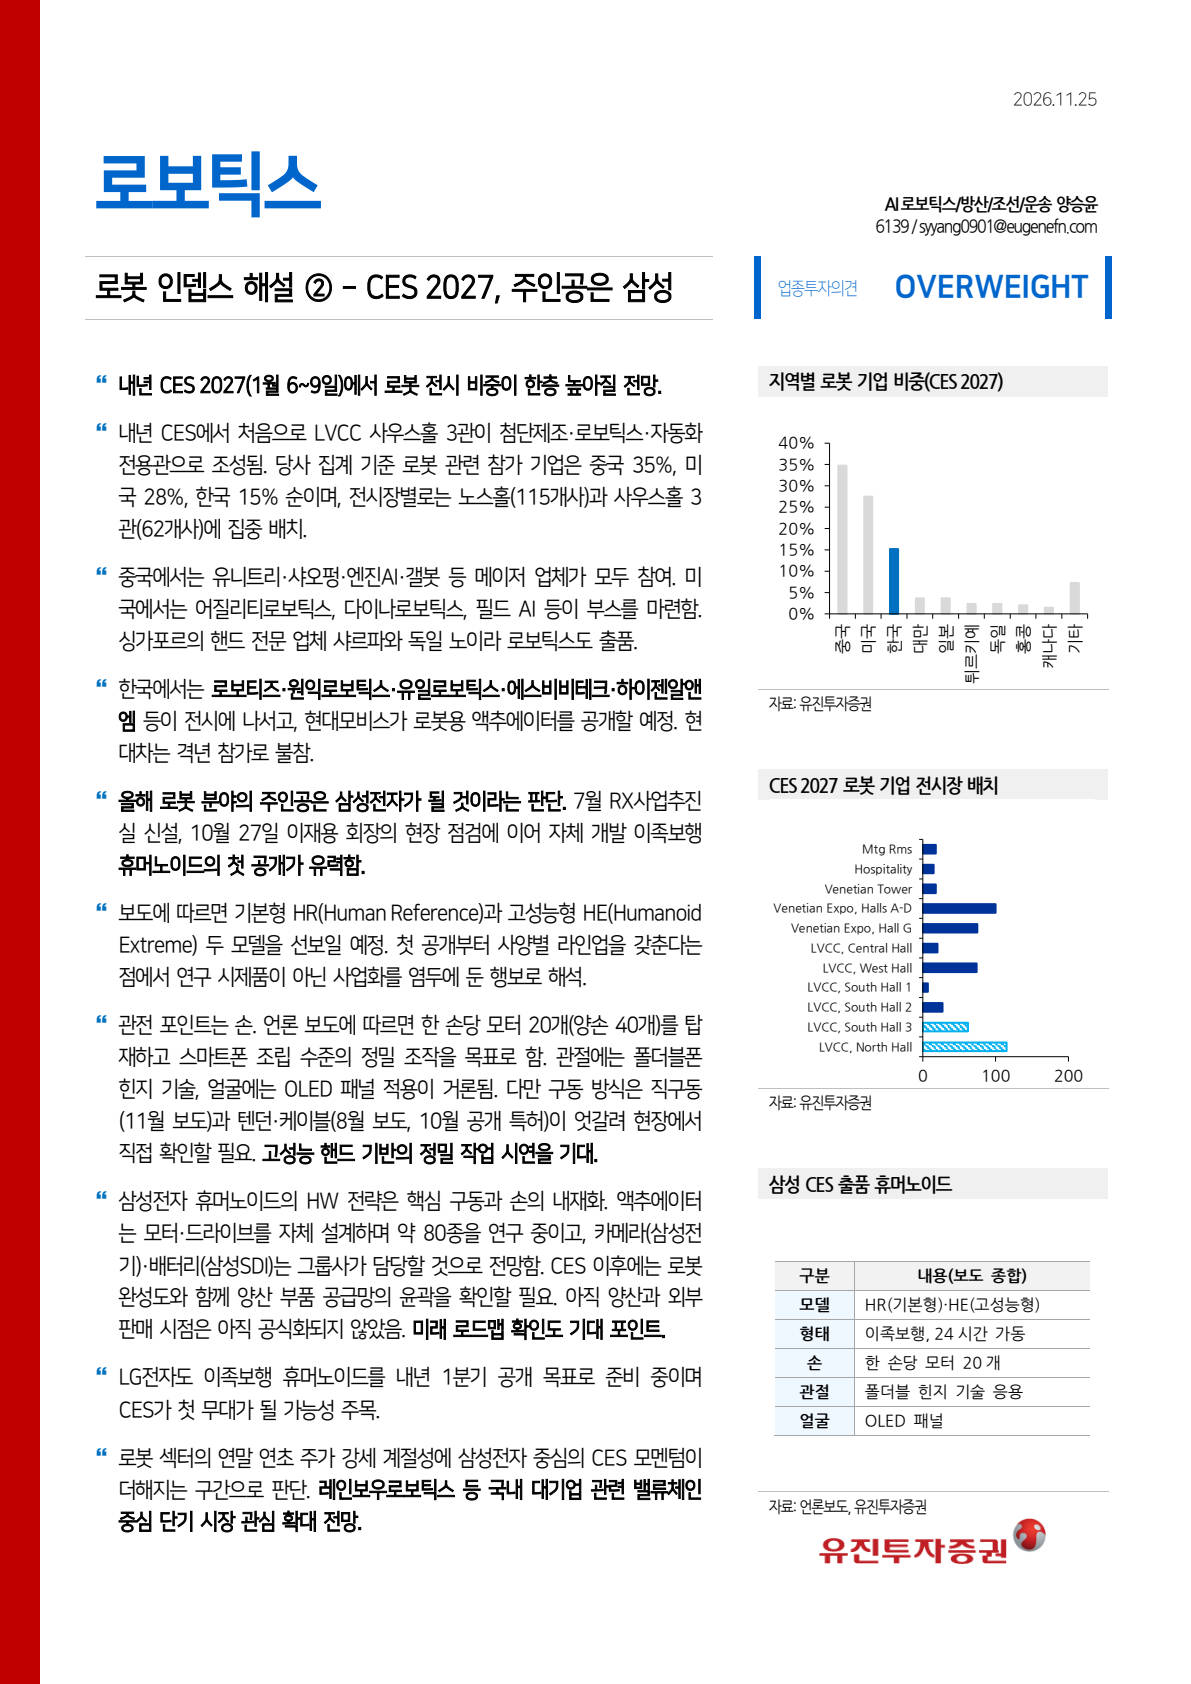 2026.11.25
로보틱스
AI 로보틱스/방산/조선/운송 양승윤
6139 / syyang0901@eugenefn.com
로봇 인뎁스 해설 ② – CES 2027, 주인공은 삼성
업종투자의견 OVERWEIGHT
“ 내년 CES 2027(1월 6~9일)에서 로봇 전시 비중이 한층 높아질 전망.
“ 내년 CES에서 처음으로 LVCC 사우스홀 3관이 첨단제조·로보틱스·자동화
전용관으로 조성됨. 당사 집계 기준 로봇 관련 참가 기업은 중국 35%, 미
국 28%, 한국 15% 순이며, 전시장별로는 노스홀(115개사)과 사우스홀 3
관(62개사)에 집중 배치.
“ 중국에서는 유니트리·샤오펑·엔진AI·갤봇 등 메이저 업체가 모두 참여. 미
국에서는 어질리티로보틱스, 다이나로보틱스, 필드 AI 등이 부스를 마련함.
싱가포르의 핸드 전문 업체 샤르파와 독일 노이라 로보틱스도 출품.
“ 한국에서는 로보티즈·원익로보틱스·유일로보틱스·에스비비테크·하이젠알앤
엠 등이 전시에 나서고, 현대모비스가 로봇용 액추에이터를 공개할 예정. 현
대차는 격년 참가로 불참.
“ 올해 로봇 분야의 주인공은 삼성전자가 될 것이라는 판단. 7월 RX사업추진
실 신설, 10월 27일 이재용 회장의 현장 점검에 이어 자체 개발 이족보행
휴머노이드의 첫 공개가 유력함.
“ 보도에 따르면 기본형 HR(Human Reference)과 고성능형 HE(Humanoid
Extreme) 두 모델을 선보일 예정. 첫 공개부터 사양별 라인업을 갖춘다는
점에서 연구 시제품이 아닌 사업화를 염두에 둔 행보로 해석.
“ 관전 포인트는 손. 언론 보도에 따르면 한 손당 모터 20개(양손 40개)를 탑
재하고 스마트폰 조립 수준의 정밀 조작을 목표로 함. 관절에는 폴더블폰
힌지 기술, 얼굴에는 OLED 패널 적용이 거론됨. 다만 구동 방식은 직구동
(11월 보도)과 텐던·케이블(8월 보도, 10월 공개 특허)이 엇갈려 현장에서
직접 확인할 필요. 고성능 핸드 기반의 정밀 작업 시연을 기대.
“ 삼성전자 휴머노이드의 HW 전략은 핵심 구동과 손의 내재화. 액추에이터
는 모터·드라이브를 자체 설계하며 약 80종을 연구 중이고, 카메라(삼성전
기)·배터리(삼성SDI)는 그룹사가 담당할 것으로 전망함. CES 이후에는 로봇
완성도와 함께 양산 부품 공급망의 윤곽을 확인할 필요. 아직 양산과 외부
판매 시점은 아직 공식화되지 않았음. 미래 로드맵 확인도 기대 포인트.
“ LG전자도 이족보행 휴머노이드를 내년 1분기 공개 목표로 준비 중이며
CES가 첫 무대가 될 가능성 주목.
“ 로봇 섹터의 연말 연초 주가 강세 계절성에 삼성전자 중심의 CES 모멘텀이
더해지는 구간으로 판단. 레인보우로보틱스 등 국내 대기업 관련 밸류체인
중심 단기 시장 관심 확대 전망.
지역별 로봇 기업 비중(CES 2027)
40%
35%
30%
25%
20%
15%
10%
5%
0%
중국 미국 한국 대만 일본 튀르키예 독일 홍콩 캐나다 기타
자료: 유진투자증권
CES 2027 로봇 기업 전시장 배치
Mtg Rms
Hospitality
Venetian Tower
Venetian Expo, Halls A-D
Venetian Expo, Hall G
LVCC, Central Hall
LVCC, West Hall
LVCC, South Hall 1
LVCC, South Hall 2
LVCC, South Hall 3
LVCC, North Hall
0 100 200
자료: 유진투자증권
삼성 CES 출품 휴머노이드
구분 내용(보도 종합)
모델 HR(기본형)·HE(고성능형)
형태 이족보행, 24 시간 가동
손 한 손당 모터 20 개
관절 폴더블 힌지 기술 응용
얼굴 OLED 패널
자료: 언론보도, 유진투자증권
유진투자증권